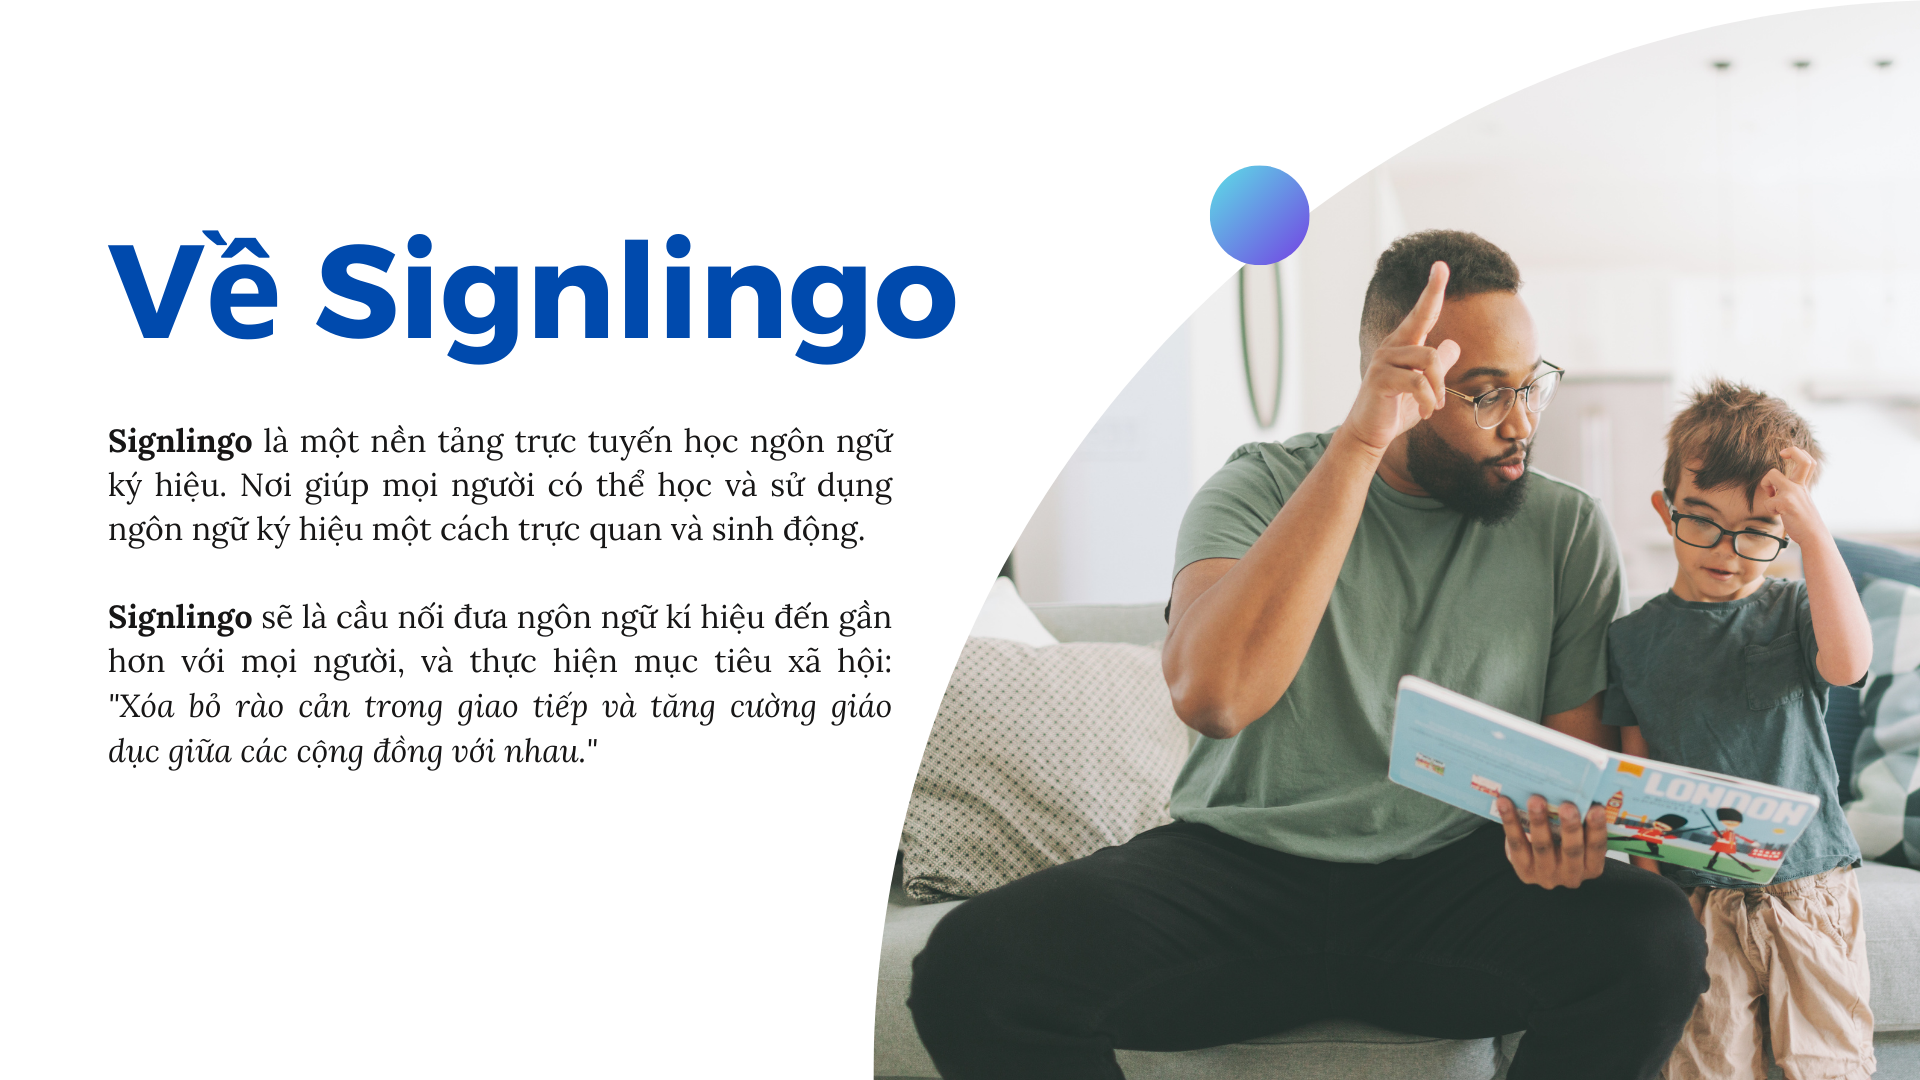 Về Signlingo
Signlingo là một nền tảng trực tuyến học ngôn ngữ
ký hiệu. Nơi giúp mọi người có thể học và sử dụng
ngôn ngữ ký hiệu một cách trực quan và sinh động.
Signlingo sẽ là cầu nối đưa ngôn ngữ kí hiệu đến gần
hơn với mọi người, và thực hiện mục tiêu xã hội:
"Xóa bỏ rào cản trong giao tiếp và tăng cường giáo
dục giữa các cộng đồng với nhau."
LONDON